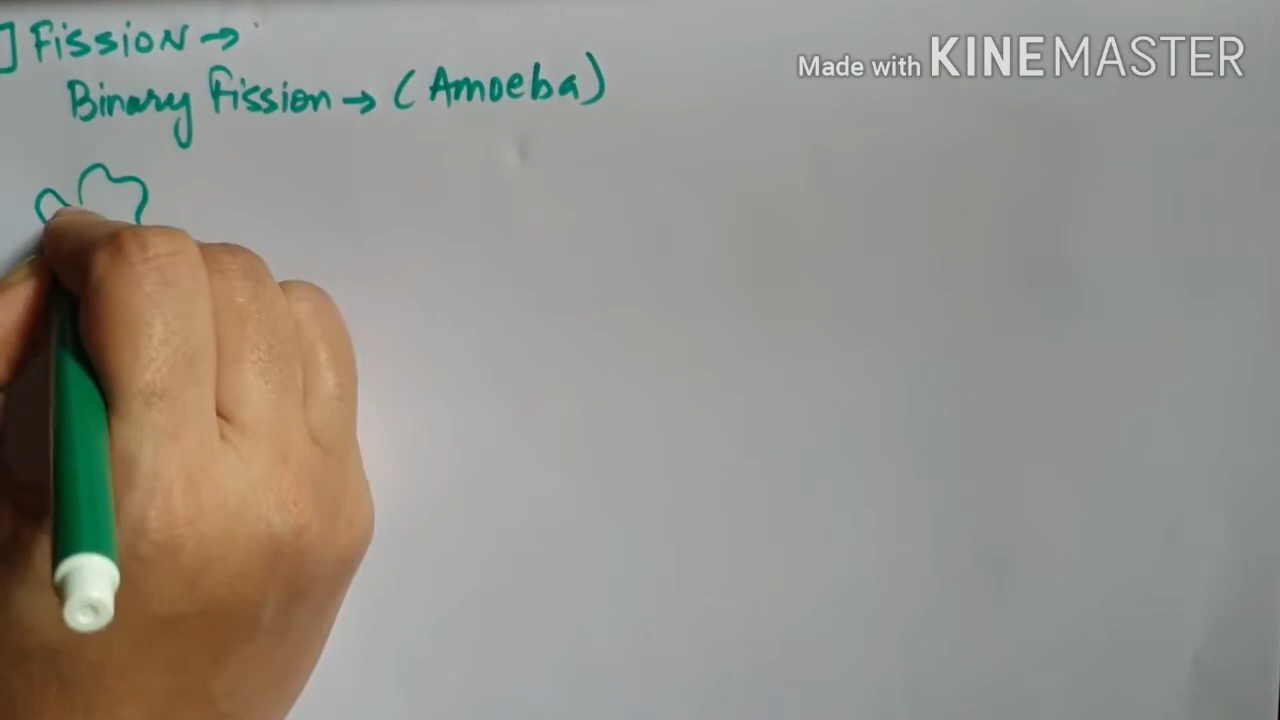 ] Fission →
Made with KINEMASTER
Binary Fission → (Amoeba)